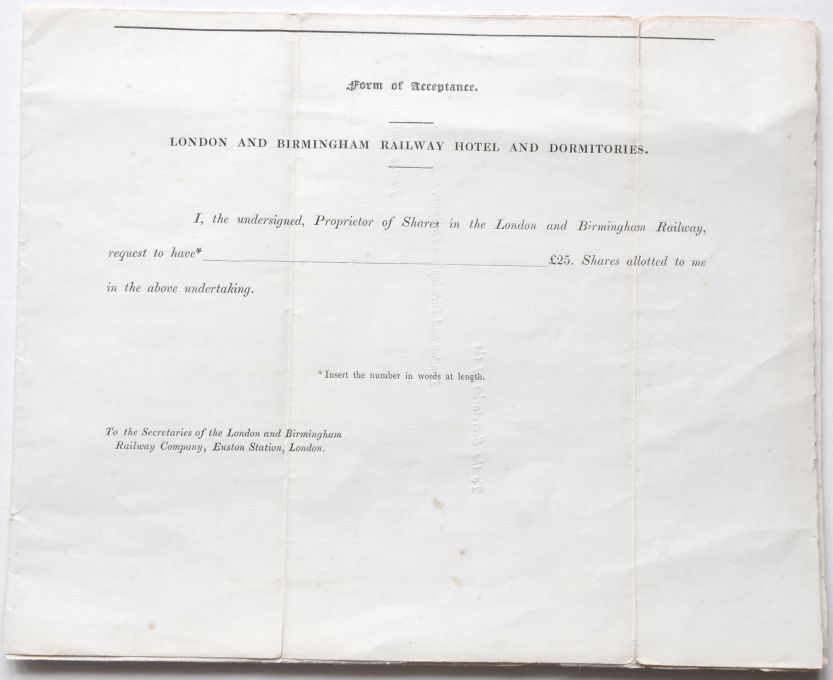 Form of Acceptance.
LONDON AND BIRMINGHAM RAILWAY HOTEL AND DORMITORIES.
I, the undersigned, Proprietor of Shares in the London and Birmingham Railway,
request to have* £25. Shares allotted to me
in the above undertaking.
*Insert the number in words at length.
To the Secretaries of the London and Birmingham
Railway Company, Euston Station, London.